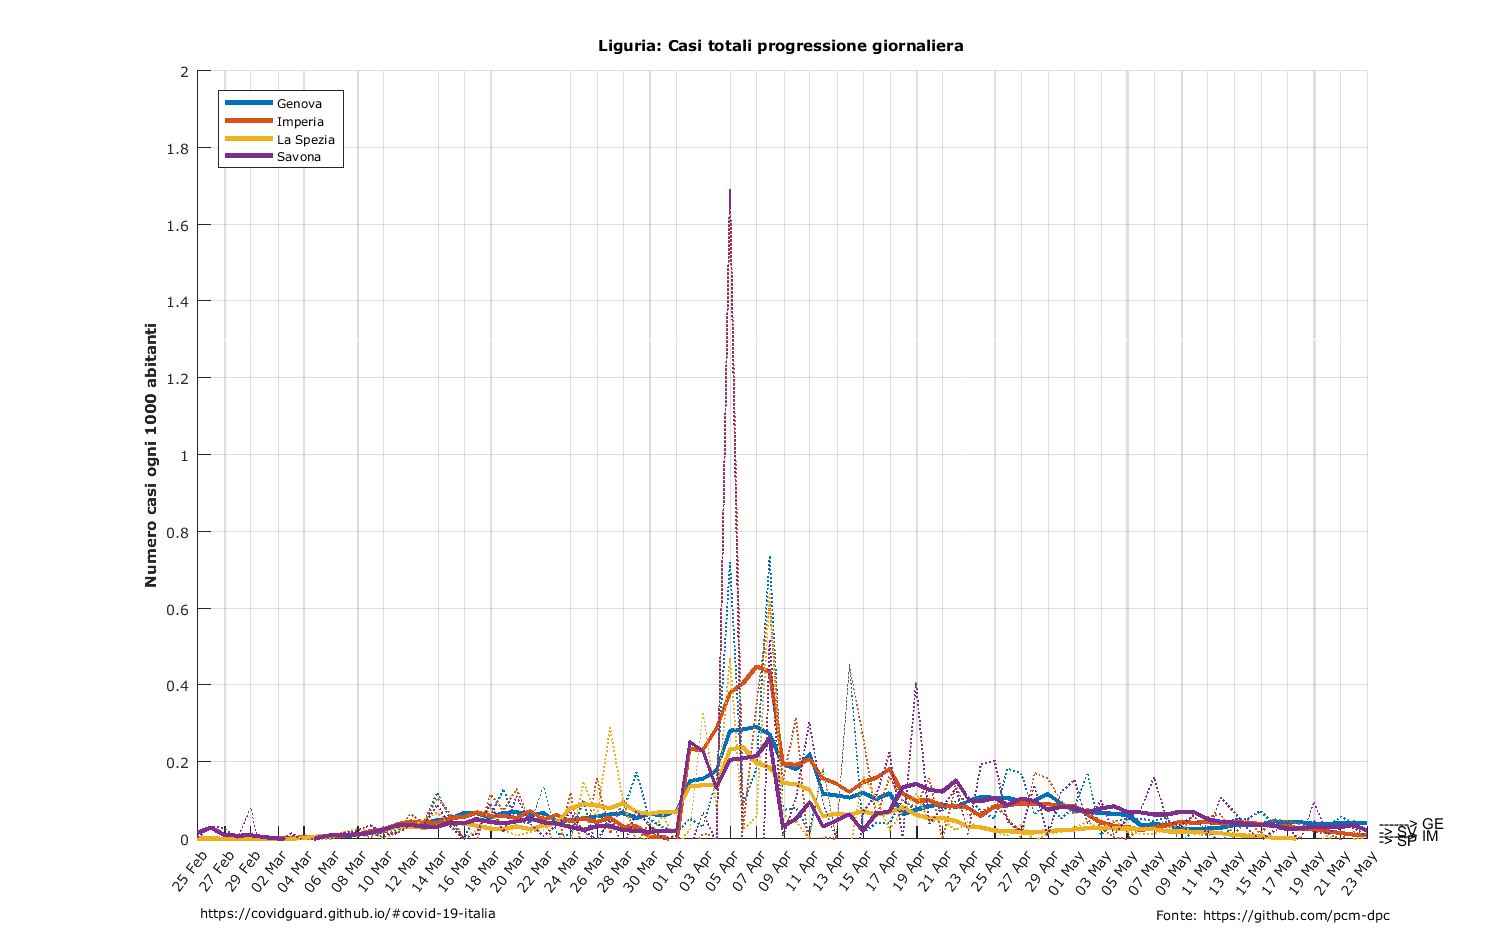 Liguria: Casi totali progressione giornaliera
Numero casi ogni 1000 abitanti
2
1.8
1.6
1.4
1.2
1
0.8
0.6
0.4
0.2
0
Genova
Imperia
La Spezia
Savona
25 Feb
27 Feb
29 Feb
02 Mar
04 Mar
06 Mar
08 Mar
10 Mar
12 Mar
14 Mar
16 Mar
18 Mar
20 Mar
22 Mar
24 Mar
26 Mar
28 Mar
30 Mar
01 Apr
03 Apr
05 Apr
07 Apr
09 Apr
11 Apr
13 Apr
15 Apr
17 Apr
19 Apr
21 Apr
23 Apr
25 Apr
27 Apr
29 Apr
01 May
03 May
05 May
07 May
09 May
11 May
13 May
15 May
17 May
19 May
21 May
23 May
-----> GE
-> SV
-----> IM
-> SP
https://covidguard.github.io/#covid-19-italia
Fonte: https://github.com/pcm-dpc